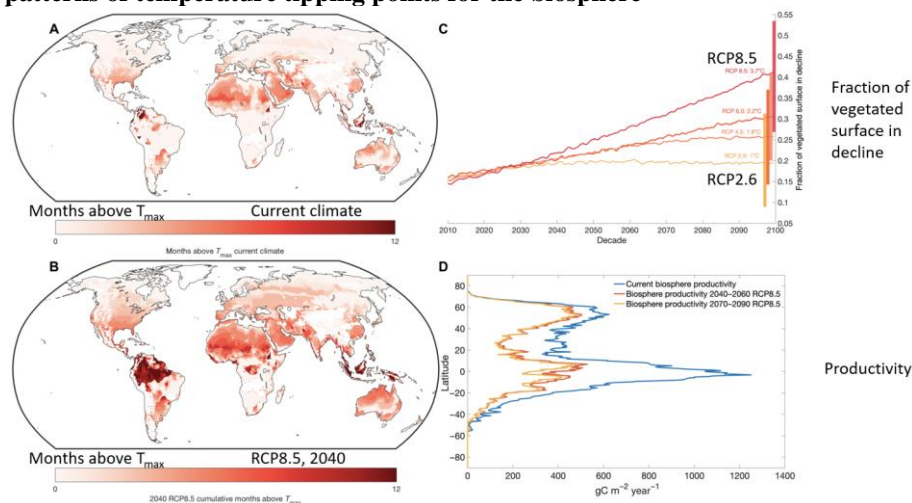 patterns of temperature tipping points for the biosphere
A
Months above Tmax
Current climate
0
12
Months above Tmax current climate
B
Months above Tmax
RCP8.5, 2040
0
12
2040 RCP8.5 cumulative months above
C
RCP8.5
RCP 8.5: 3.7°C
RCP 6.0: 2.2°C
RCP 4.5: 1.8°C
RCP2.6
0.55
0.5
0.45
0.4
0.35
0.3
0.25
0.2
0.15
0.1
0.05
Fraction of vegetated surface in decline
2010
2020
2030
2040
2050
2060
2070
2080
2090
2100
Decade
Fraction of
vegetated
surface in
decline
D
Current biosphere productivity
Biosphere productivity 2040–2060 RCP8.5
Biosphere productivity 2070–2090 RCP8.5
80
60
40
20
0
-20
-40
-60
-80
Latitude
0
200
400
600
800
1000
1200
1400
gC m⁻² year⁻¹
Productivity